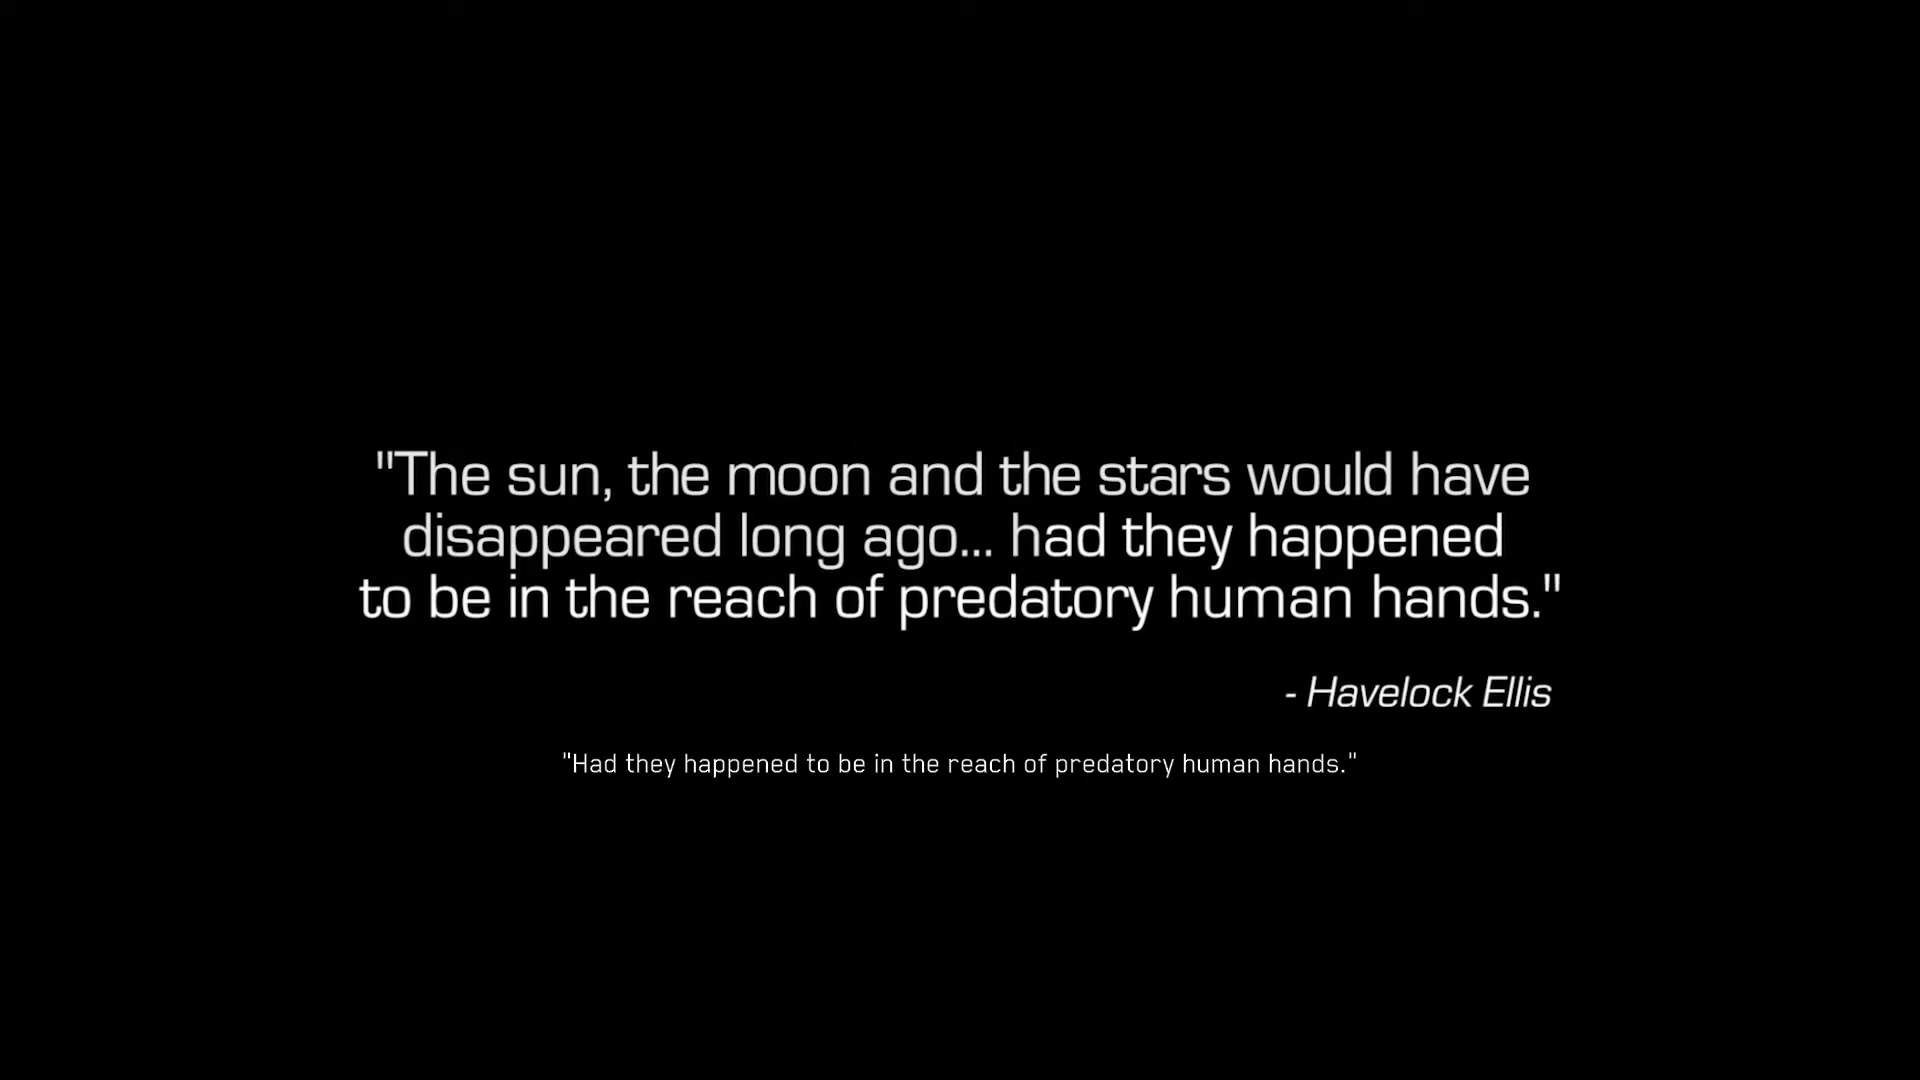 "The sun, the moon and the stars would have
disappeared long ago... had they happened
to be in the reach of predatory human hands."
- Havelock Ellis
"Had they happened to be in the reach of predatory human hands."